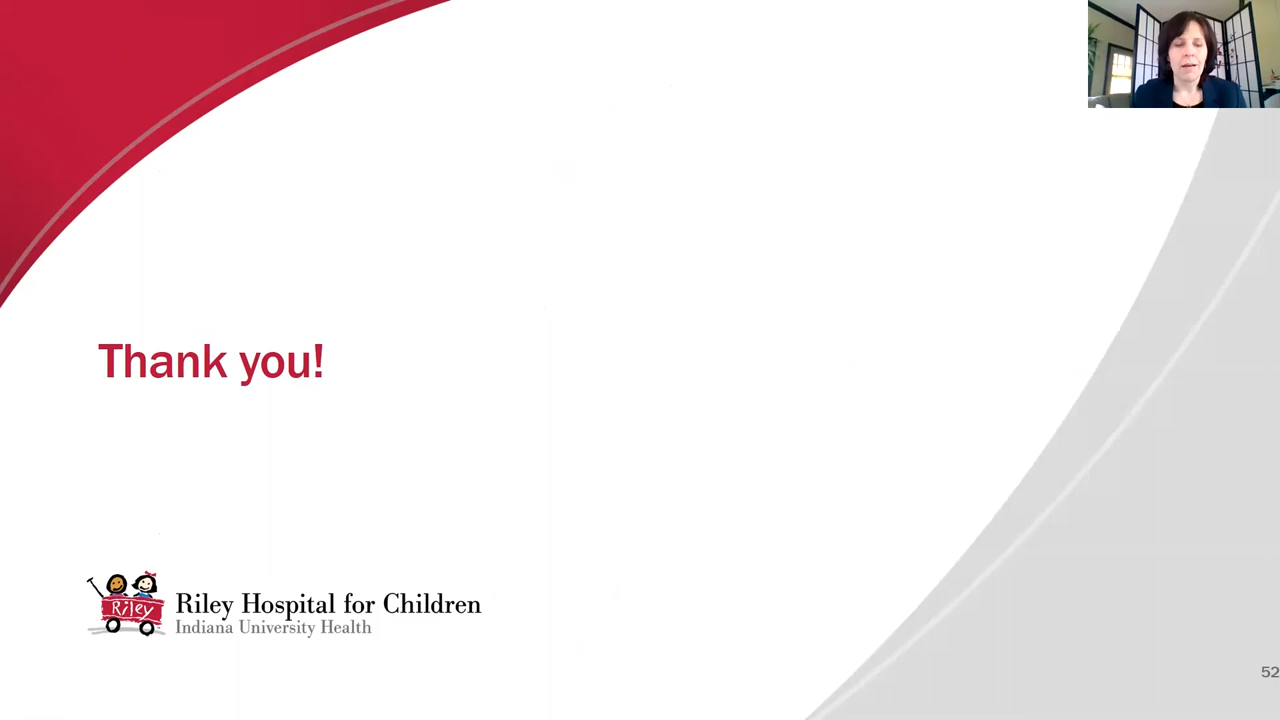 Thank you!
Riley
Riley Hospital for Children
Indiana University Health
52